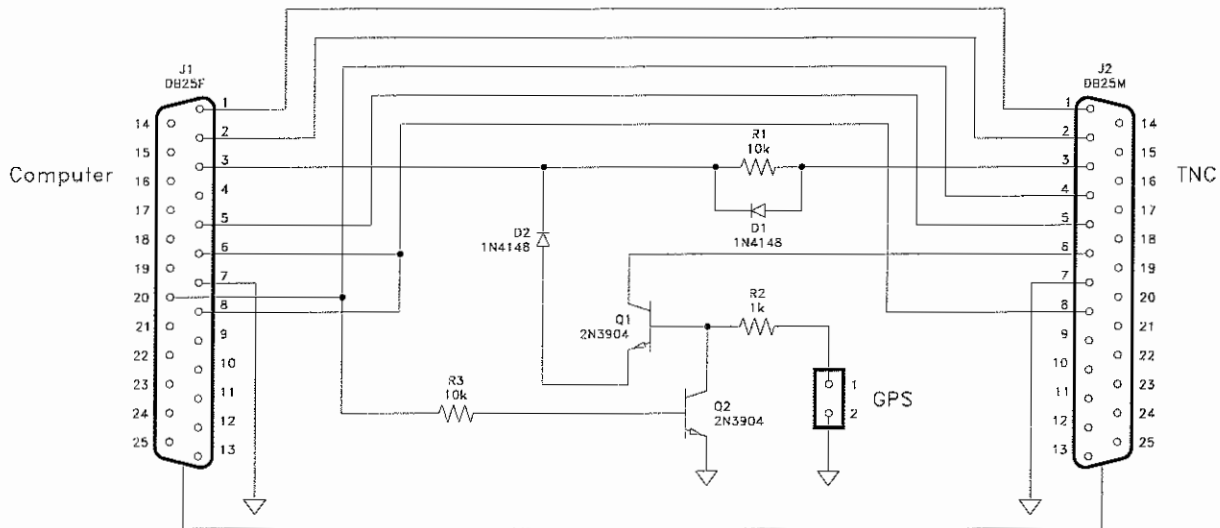 J1
DB25F
J2
DB25M
1
14
2
15
3
16
4
17
5
18
6
19
7
20
8
21
9
22
10
23
11
24
12
25
13
Computer
R1
10k
D1
1N4148
D2
1N4148
Q1
2N3904
R2
1k
R3
10k
Q2
2N3904
1
2
GPS
1
14
2
15
3
16
4
17
5
18
6
19
7
20
8
21
9
22
10
23
11
24
12
25
13
TNC